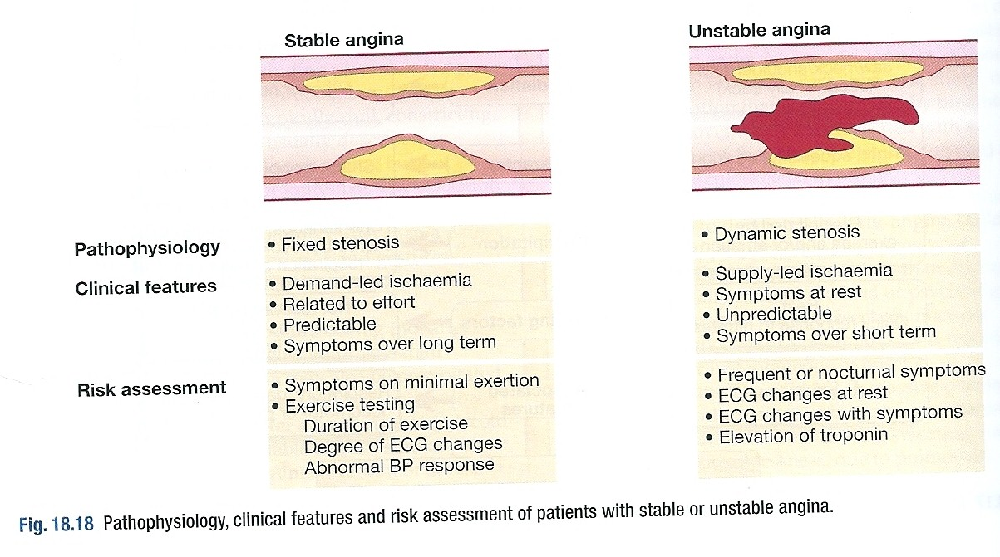 Stable angina
Unstable angina
Pathophysiology
• Fixed stenosis
• Dynamic stenosis
Clinical features
• Demand-led ischaemia
• Related to effort
• Predictable
• Symptoms over long term
• Supply-led ischaemia
• Symptoms at rest
• Unpredictable
• Symptoms over short term
Risk assessment
• Symptoms on minimal exertion
• Exercise testing
Duration of exercise
Degree of ECG changes
Abnormal BP response
• Frequent or nocturnal symptoms
• ECG changes at rest
• ECG changes with symptoms
• Elevation of troponin
Fig. 18.18 Pathophysiology, clinical features and risk assessment of patients with stable or unstable angina.